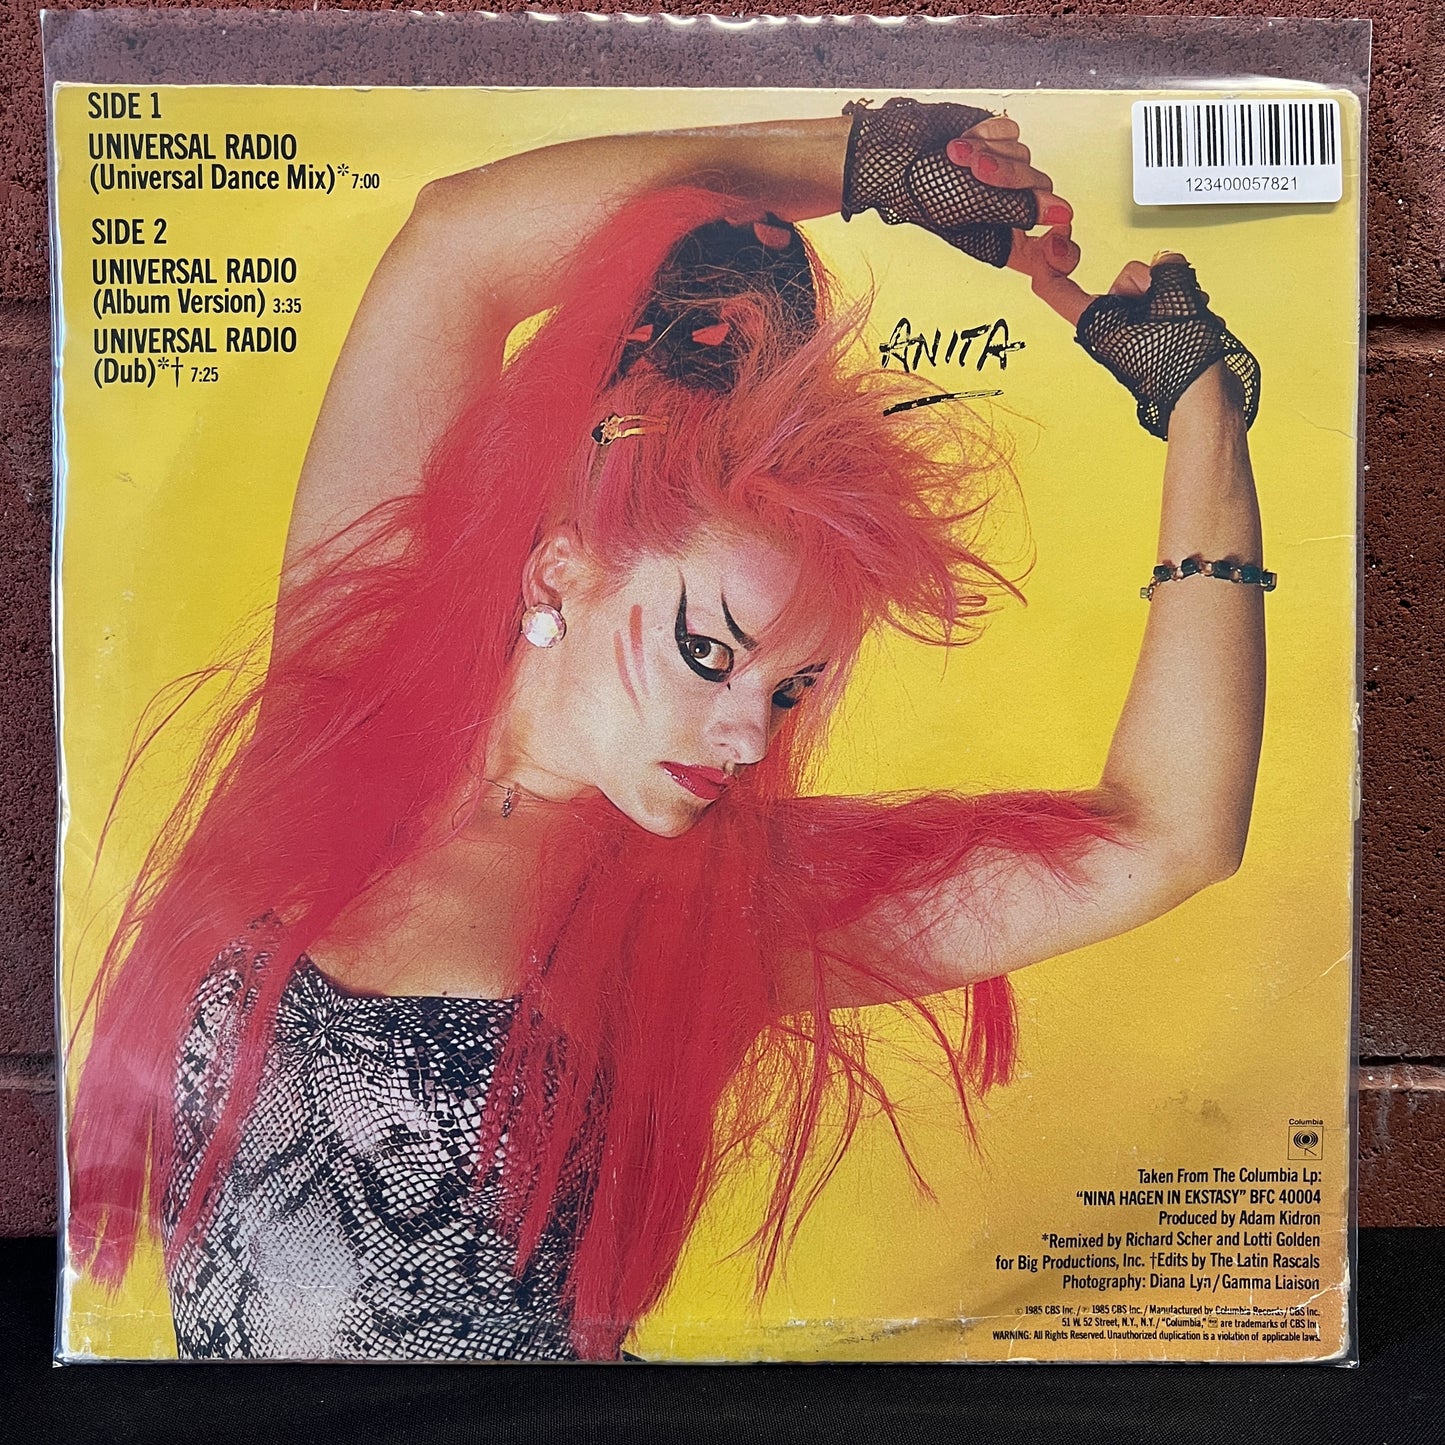 SIDE 1
UNIVERSAL RADIO
(Universal Dance Mix)* 7:00
SIDE 2
UNIVERSAL RADIO
(Album Version) 3:35
UNIVERSAL RADIO
(Dub)*† 7:25
123400057821
ANITA
Columbia
Taken From The Columbia Lp:
"NINA HAGEN IN EKSTASY" BFC 40004
Produced by Adam Kidron
*Remixed by Richard Scher and Lotti Golden
for Big Productions, Inc. †Edits by The Latin Rascals
Photography: Diana Lyn/Gamma Liaison
© 1985 CBS Inc./℗ 1985 CBS Inc./Manufactured by Columbia Records/CBS Inc.
51 W. 52 Street, N.Y., N.Y./"Columbia," are trademarks of CBS Inc.
WARNING: All Rights Reserved. Unauthorized duplication is a violation of applicable laws.